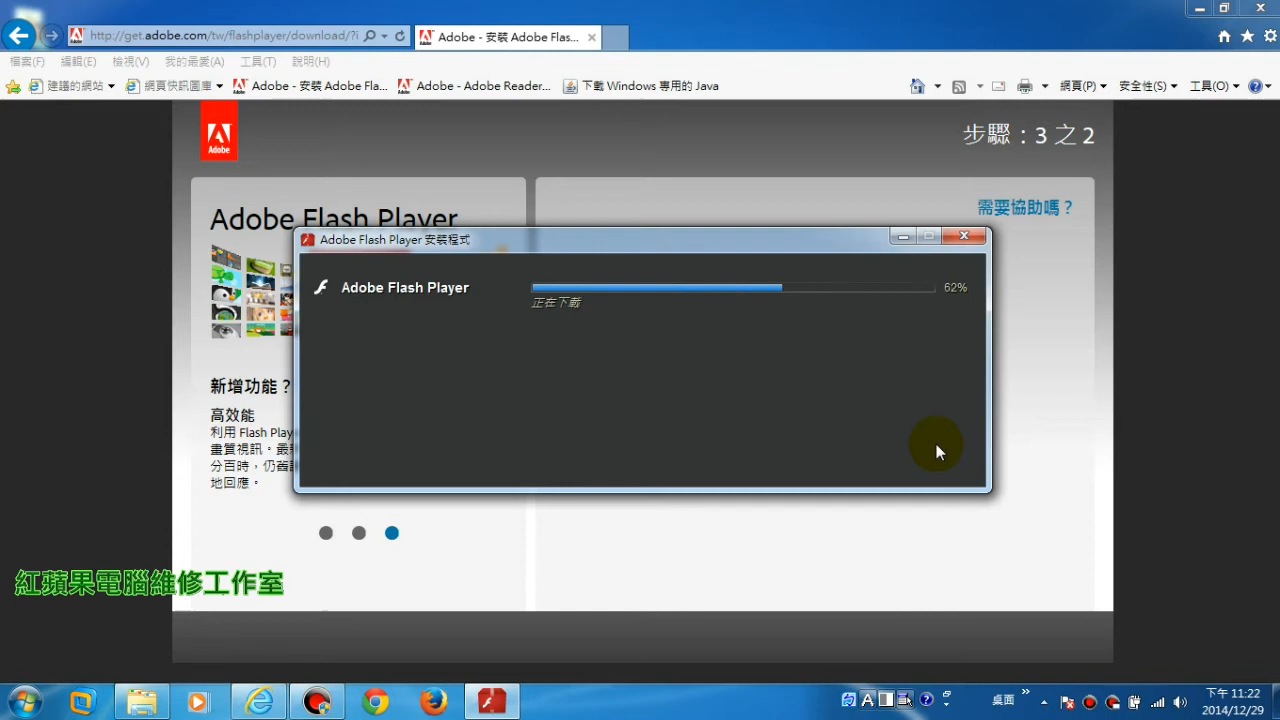 http://get.adobe.com/tw/flashplayer/download/?i
Adobe - 安裝 Adobe Flas...
檔案(F) 編輯(E) 檢視(V) 我的最愛(A) 工具(T) 說明(H)
建議的網站 網頁快訊圖庫 Adobe - 安裝 Adobe Fla... Adobe - Adobe Reader... 下載 Windows 專用的 Java 網頁(P) 安全性(S) 工具(O)
Adobe
步驟：3 之 2
需要協助嗎？
Adobe Flash Player
Adobe Flash Player 安裝程式
Adobe Flash Player
62%
正在下載
新增功能？
高效能
利用 Flash Playe
畫質視訊。最
分百時，仍舊
地回應。
紅蘋果電腦維修工作室
A
桌面
下午 11:22
2014/12/29